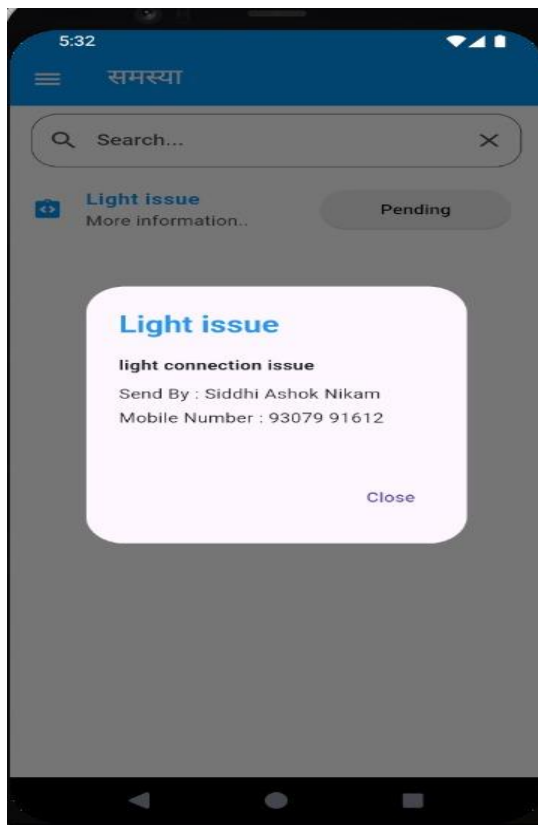 5:32
समस्या
Search...
Light issue
More information..
Pending
Light issue
light connection issue
Send By : Siddhi Ashok Nikam
Mobile Number : 93079 91612
Close